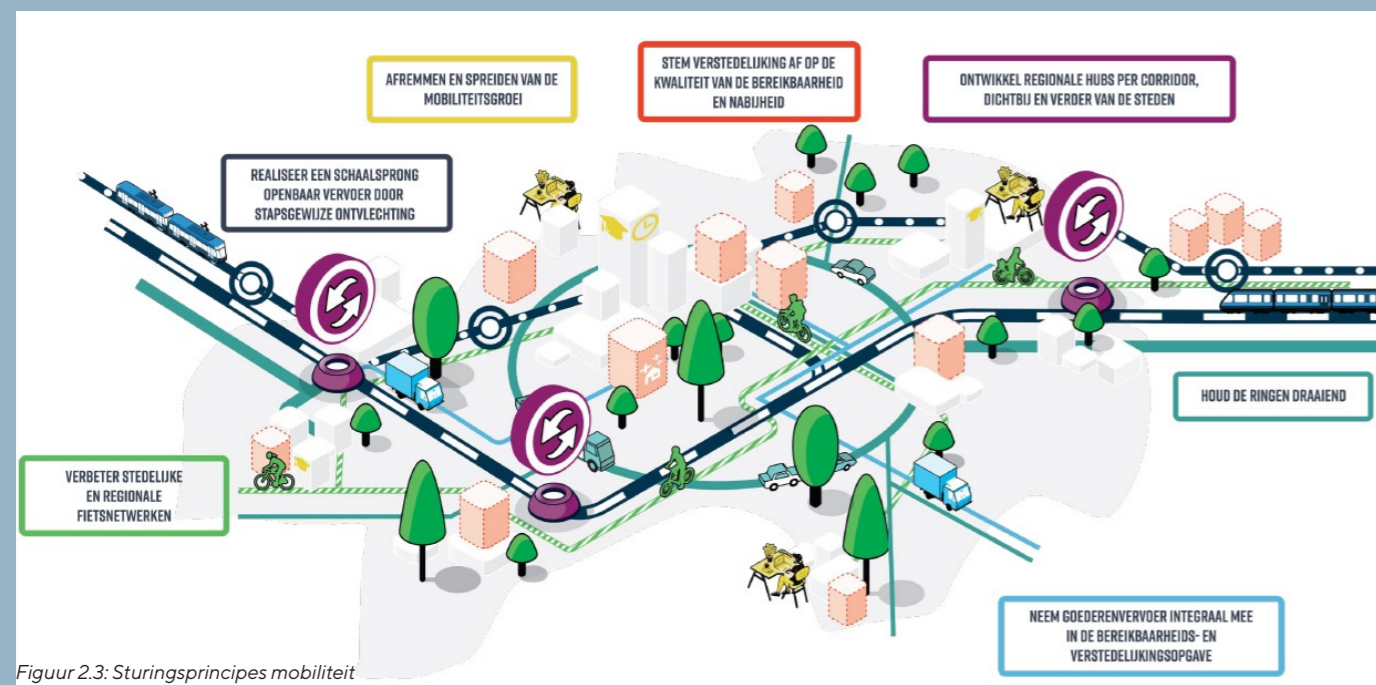 AFREMMEN EN SPREIDEN VAN DE
MOBILITEITSGROEI
STEM VERSTEDELIJKING AF OP DE
KWALITEIT VAN DE BEREIKBAARHEID
EN NABIJHEID
ONTWIKKEL REGIONALE HUBS PER CORRIDOR,
DICHTBIJ EN VERDER VAN DE STEDEN
REALISEER EEN SCHAALSPRONG
OPENBAAR VERVOER DOOR
STAPSGEWIJZE ONTVLECHTING
HOUD DE RINGEN DRAAIEND
VERBETER STEDELIJKE
EN REGIONALE
FIETSNETWERKEN
NEEM GOEDERENVERVOER INTEGRAAL MEE
IN DE BEREIKBAARHEIDS- EN
VERSTEDELIJKINGSOPGAVE
Figuur 2.3: Sturingsprincipes mobiliteit